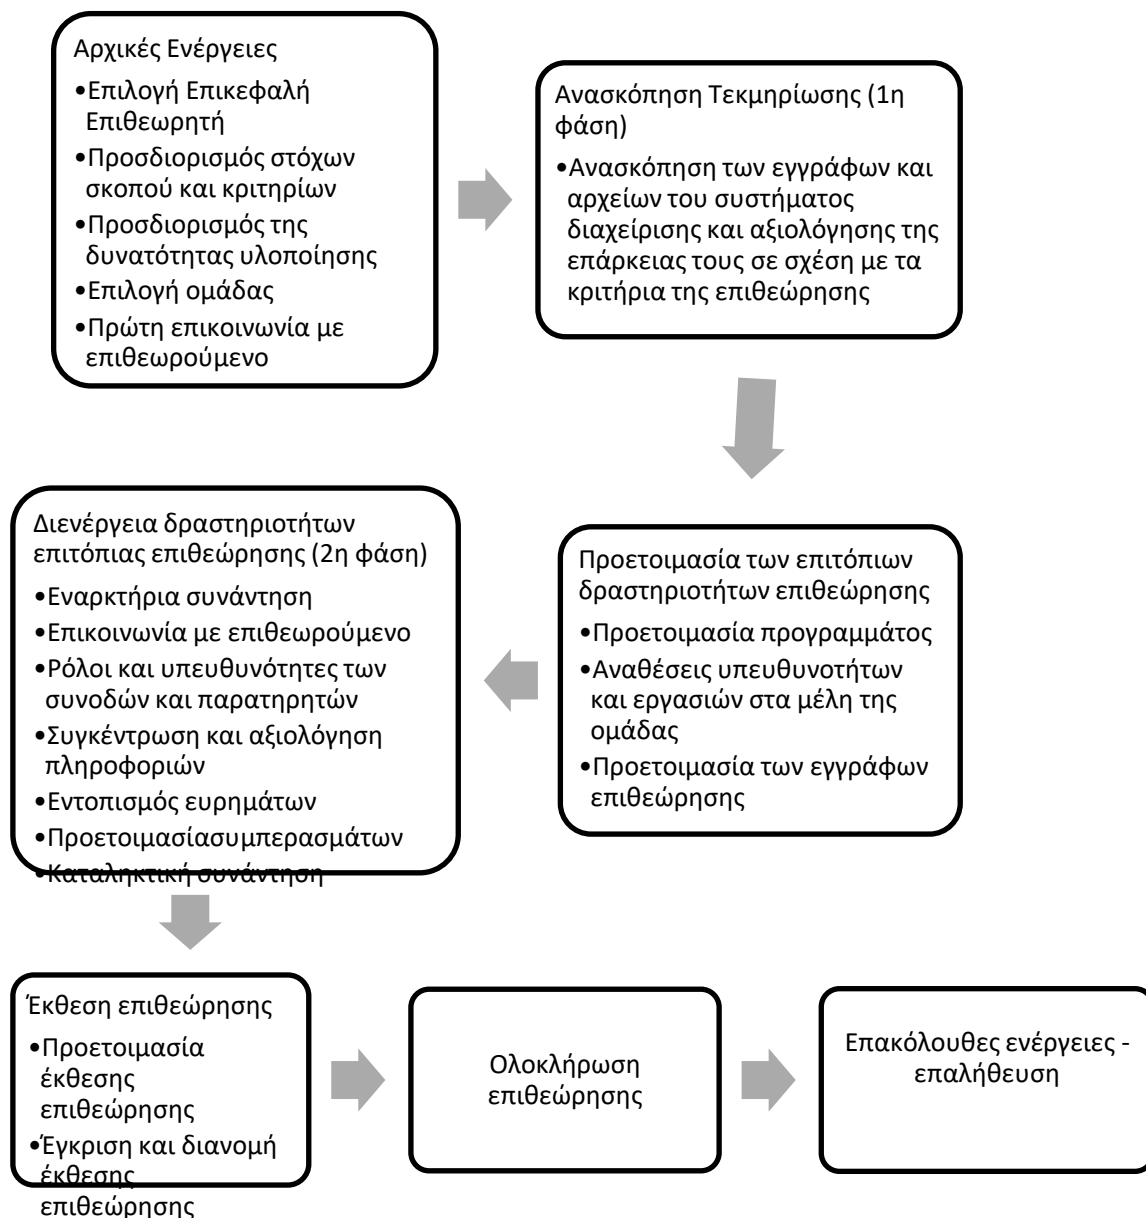 Αρχικές Ενέργειες
•Επιλογή Επικεφαλή
Επιθεωρητή
•Προσδιορισμός στόχων
σκοπού και κριτηρίων
•Προσδιορισμός της
δυνατότητας υλοποίησης
•Επιλογή ομάδας
•Πρώτη επικοινωνία με
επιθεωρούμενο
Ανασκόπηση Τεκμηρίωσης (1η
φάση)
•Ανασκόπηση των εγγράφων και
αρχείων του συστήματος
διαχείρισης και αξιολόγησης της
επάρκειας τους σε σχέση με τα
κριτήρια της επιθεώρησης
Προετοιμασία των επιτόπιων
δραστηριοτήτων επιθεώρησης
•Προετοιμασία προγραμμάτος
•Αναθέσεις υπευθυνοτήτων
και εργασιών στα μέλη της
ομάδας
•Προετοιμασία των εγγράφων
επιθεώρησης
Διενέργεια δραστηριοτήτων
επιτόπιας επιθεώρησης (2η φάση)
•Εναρκτήρια συνάντηση
•Επικοινωνία με επιθεωρούμενο
•Ρόλοι και υπευθυνότητες των
συνοδών και παρατηρητών
•Συγκέντρωση και αξιολόγηση
πληροφοριών
•Εντοπισμός ευρημάτων
•Προετοιμασίασυμπερασμάτων
•Καταληκτική συνάντηση
Έκθεση επιθεώρησης
•Προετοιμασία
έκθεσης
επιθεώρησης
•Έγκριση και διανομή
έκθεσης
επιθεώρησης
Ολοκλήρωση
επιθεώρησης
Επακόλουθες ενέργειες -
επαλήθευση